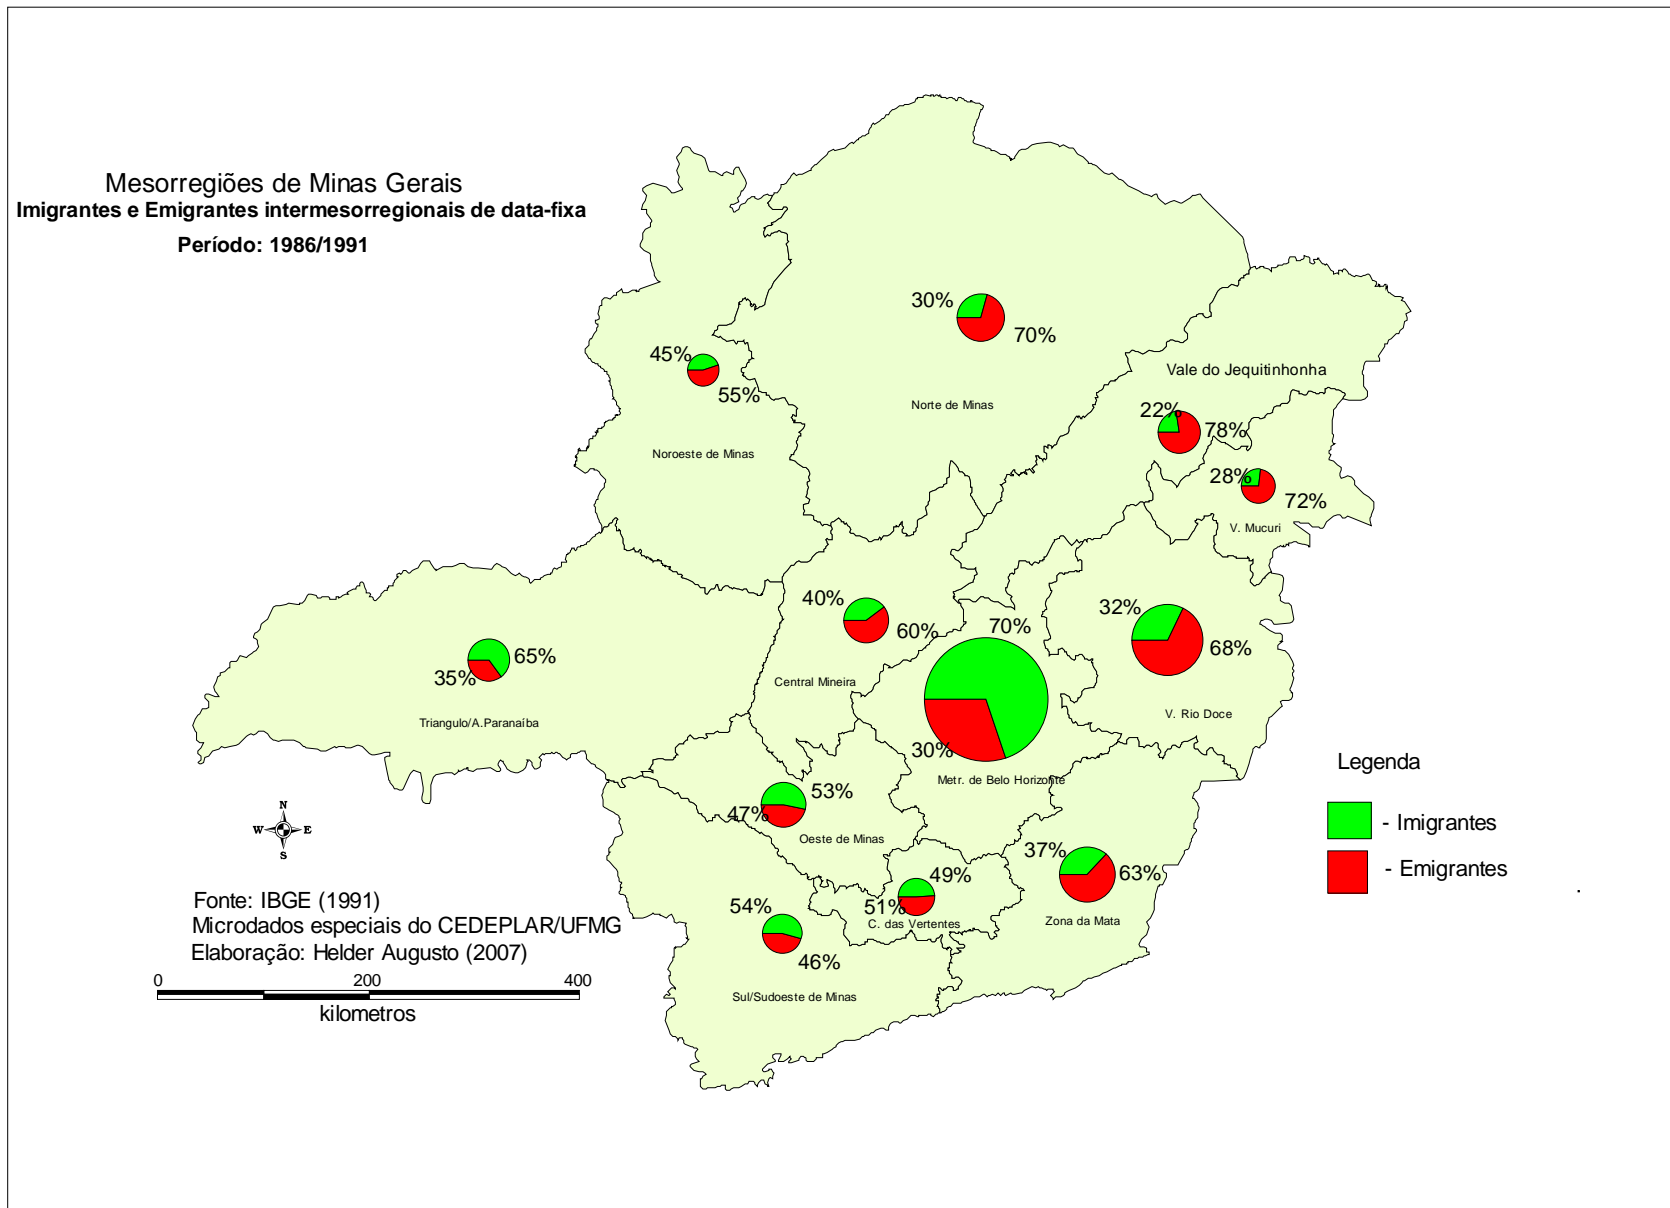 Mesorregiões de Minas Gerais
Imigrantes e Emigrantes intermesorregionais de data-fixa
Período: 1986/1991
30%
70%
Norte de Minas
45%
55%
Noroeste de Minas
Vale do Jequitinhonha
22%
78%
28%
72%
V. Mucuri
40%
60%
Central Mineira
70%
30%
Metr. de Belo Horizonte
32%
68%
V. Rio Doce
65%
35%
Triangulo/A.Paranaíba
53%
47%
Oeste de Minas
49%
51%
C. das Vertentes
37%
63%
Zona da Mata
54%
46%
Sul/Sudoeste de Minas
Legenda
- Imigrantes
- Emigrantes
N
W E
S
Fonte: IBGE (1991)
Microdados especiais do CEDEPLAR/UFMG
Elaboração: Helder Augusto (2007)
0 200 400
kilometros